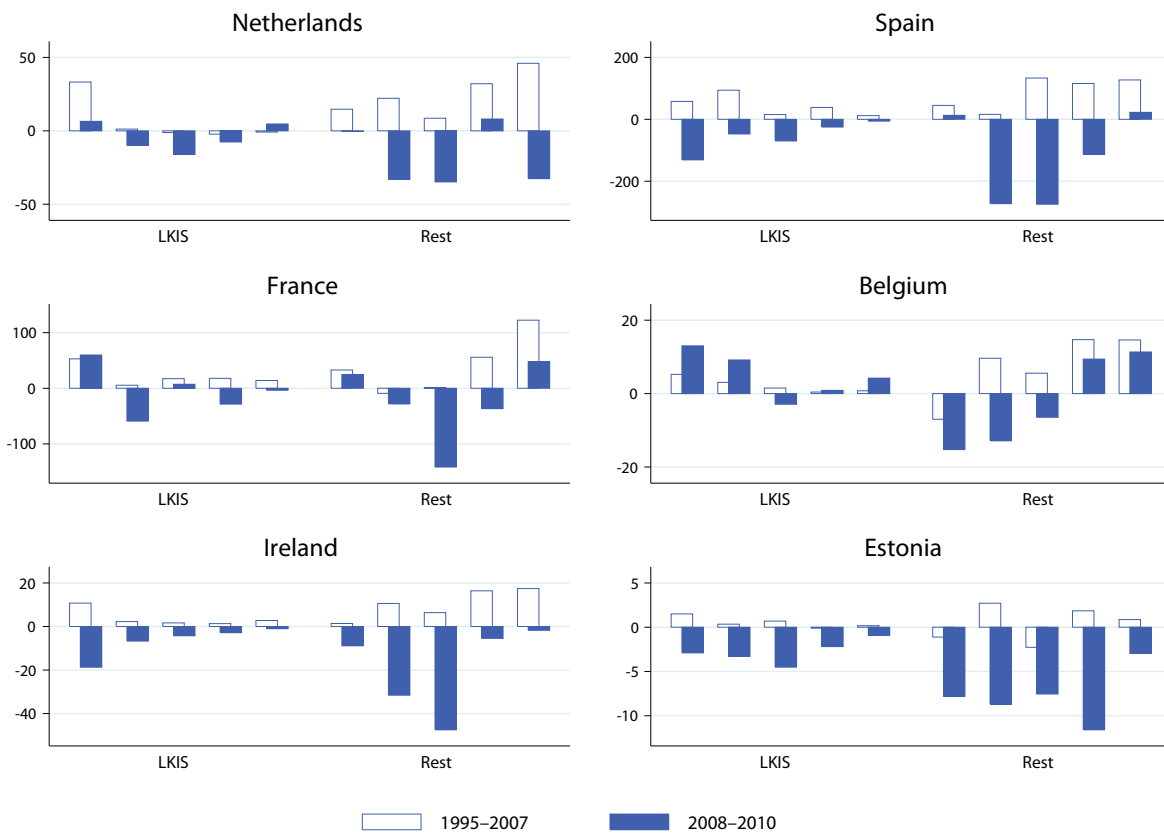 Netherlands
50
0
-50
LKIS
Rest
Spain
200
0
-200
LKIS
Rest
France
100
0
-100
LKIS
Rest
Belgium
20
0
-20
LKIS
Rest
Ireland
20
0
-20
-40
LKIS
Rest
Estonia
5
0
-5
-10
LKIS
Rest
1995–2007
2008–2010